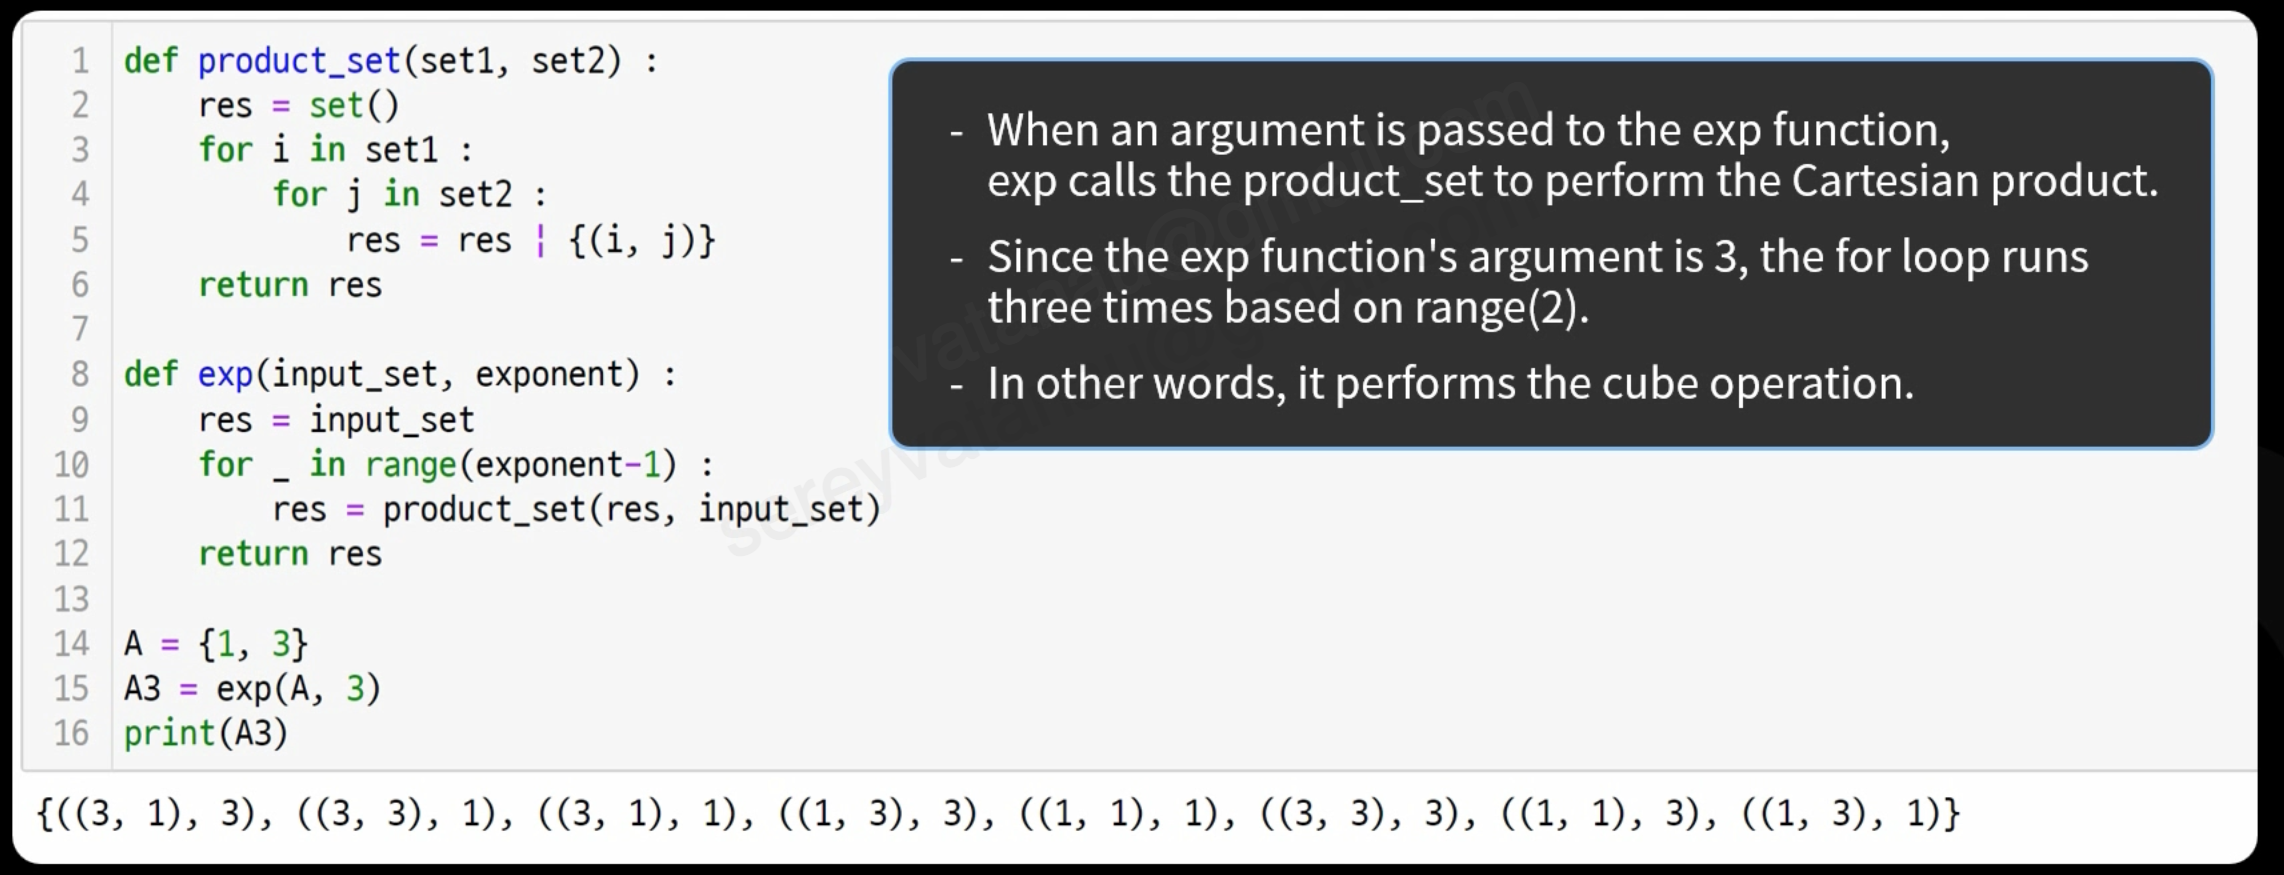 1 def product_set(set1, set2) :
2     res = set()
3     for i in set1 :
4         for j in set2 :
5             res = res | {(i, j)}
6     return res
7
8 def exp(input_set, exponent) :
9     res = input_set
10     for _ in range(exponent-1) :
11         res = product_set(res, input_set)
12     return res
13
14 A = {1, 3}
15 A3 = exp(A, 3)
16 print(A3)
- When an argument is passed to the exp function,
exp calls the product_set to perform the Cartesian product.
- Since the exp function's argument is 3, the for loop runs
three times based on range(2).
- In other words, it performs the cube operation.
{((3, 1), 3), ((3, 3), 1), ((3, 1), 1), ((1, 3), 3), ((1, 1), 1), ((3, 3), 3), ((1, 1), 3), ((1, 3), 1)}